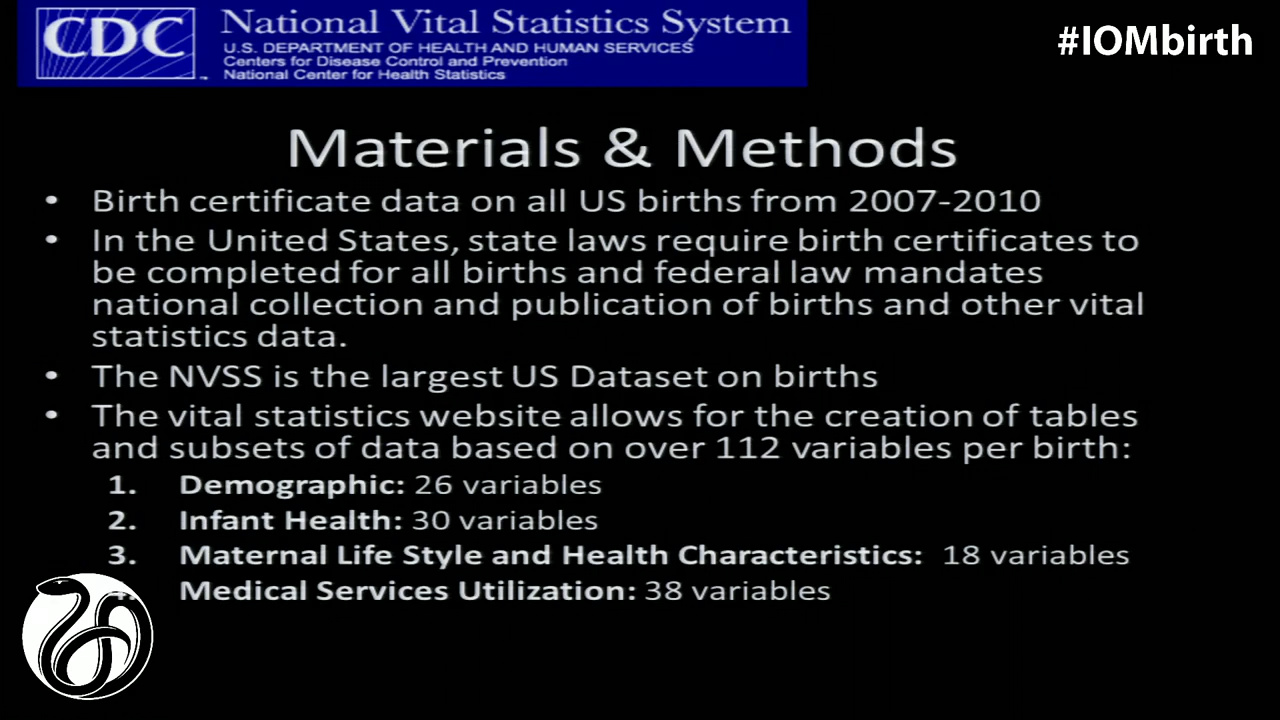 CDC
National Vital Statistics System
U.S. DEPARTMENT OF HEALTH AND HUMAN SERVICES
Centers for Disease Control and Prevention
National Center for Health Statistics
#IOMbirth
Materials & Methods
• Birth certificate data on all US births from 2007-2010
• In the United States, state laws require birth certificates to
be completed for all births and federal law mandates
national collection and publication of births and other vital
statistics data.
• The NVSS is the largest US Dataset on births
• The vital statistics website allows for the creation of tables
and subsets of data based on over 112 variables per birth:
1. Demographic: 26 variables
2. Infant Health: 30 variables
3. Maternal Life Style and Health Characteristics: 18 variables
4. Medical Services Utilization: 38 variables